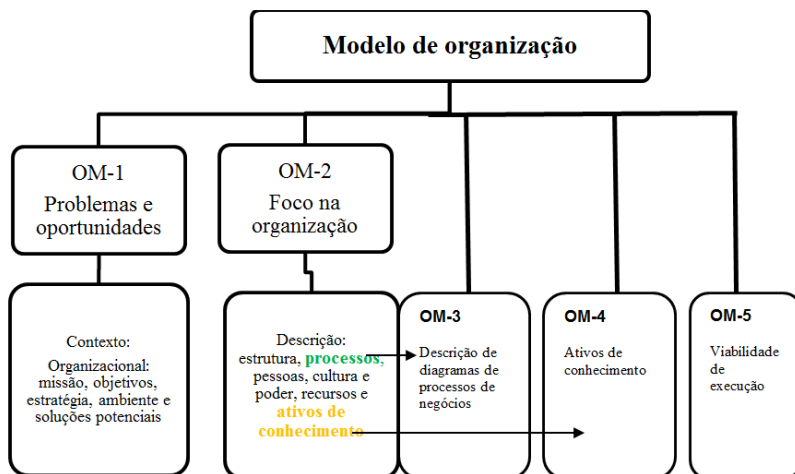 Modelo de organização
OM-1
Problemas e
oportunidades
OM-2
Foco na
organização
Contexto:
Organizacional:
missão, objetivos,
estratégia, ambiente e
soluções potenciais
Descrição:
estrutura, processos,
pessoas, cultura e
poder, recursos e
ativos de
conhecimento
OM-3
Descrição de
diagramas de
processos de
negócios
OM-4
Ativos de
conhecimento
OM-5
Viabilidade
de
execução